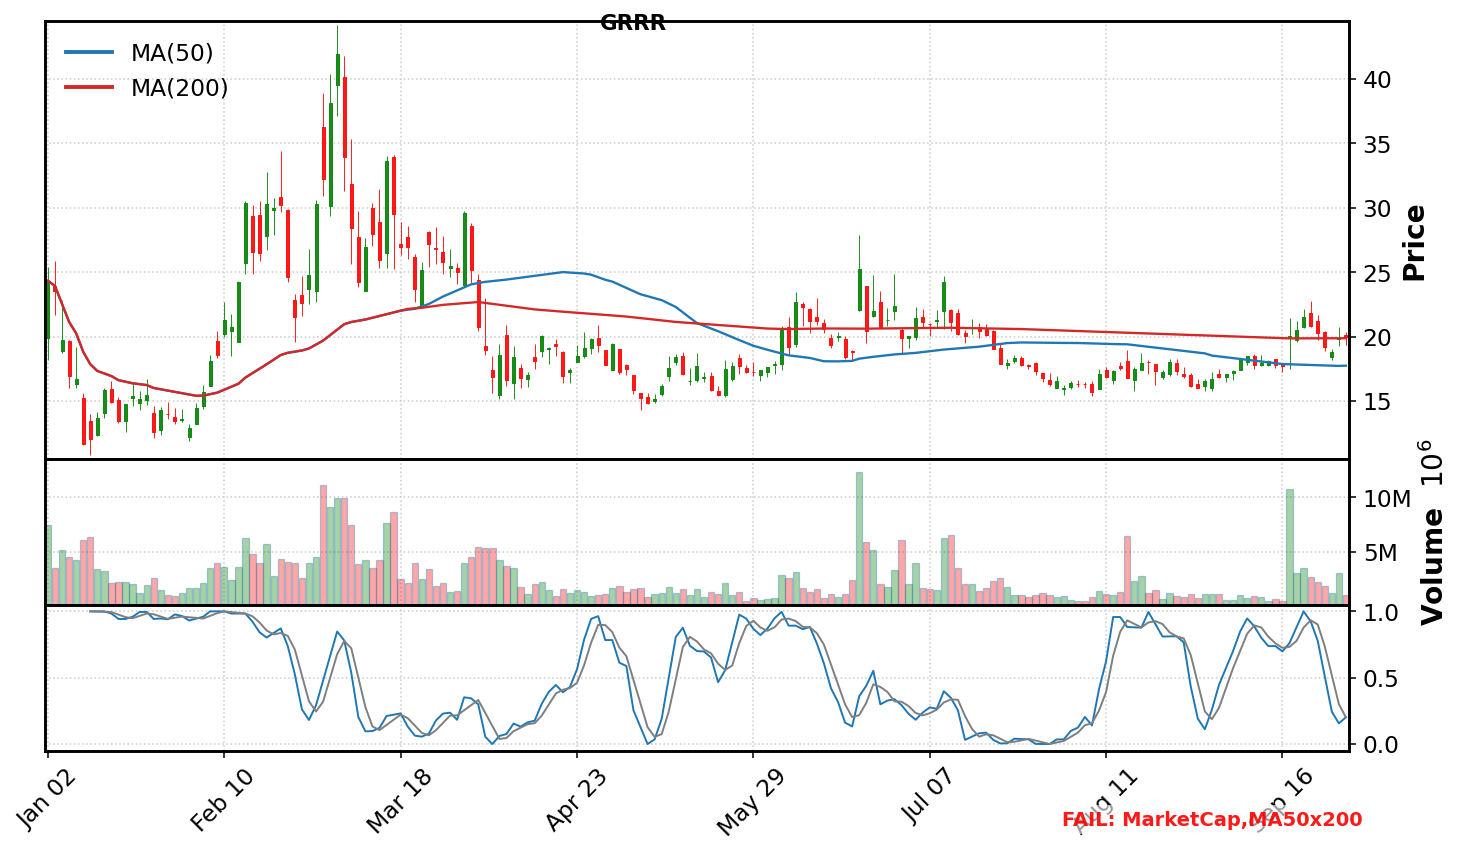 GRRR
MA(50)
MA(200)
40
35
30
25
20
15
Price
10M
5M
Volume 10^6
1.0
0.5
0.0
Jan 02
Feb 10
Mar 18
Apr 23
May 29
Jul 07
Aug 11
Sep 16
FAIL: MarketCap,MA50x200